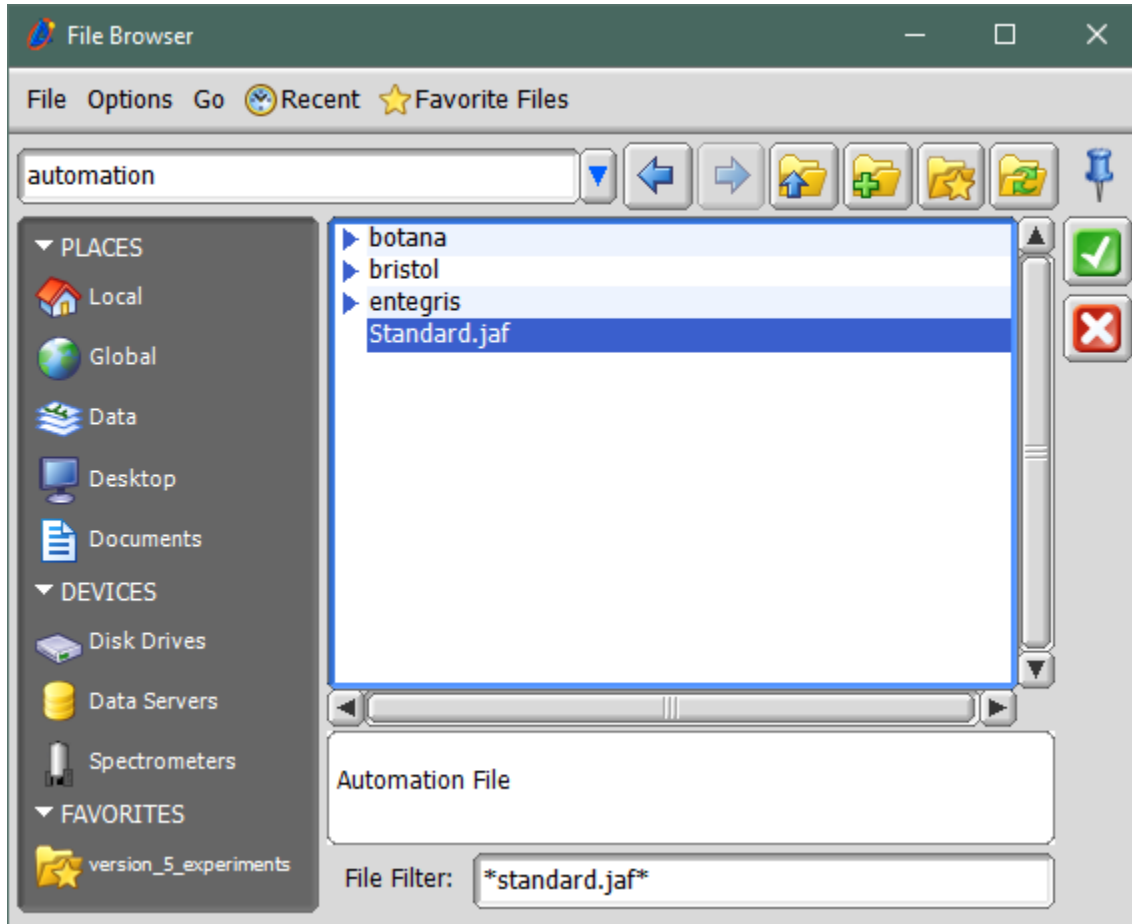 File Browser
File Options Go Recent Favorite Files
automation
PLACES
Local
Global
Data
Desktop
Documents
DEVICES
Disk Drives
Data Servers
Spectrometers
FAVORITES
version_5_experiments
botana
bristol
entegris
Standard.jaf
Automation File
File Filter: *standard.jaf*